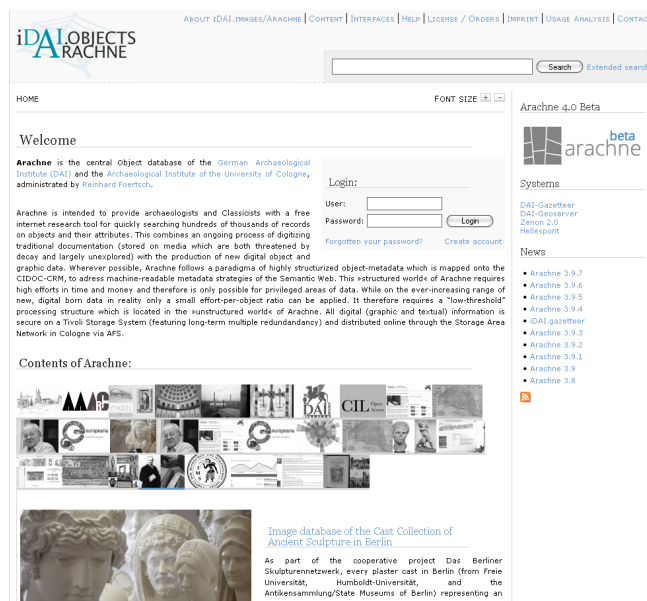 iDAI.OBJECTS
ARACHNE
About iDAI.images/Arachne | Content | Interfaces | Help | License / Orders | Imprint | Usage Analysis | Contac
Search
Extended search
HOME
FONT SIZE + −
Welcome
Arachne is the central Object database of the German Archaeological
Institute (DAI) and the Archaeological Institute of the University of Cologne,
administrated by Reinhard Foertsch.
Login:
User:
Password:
Login
Forgotten your password?
Create account
Arachne is intended to provide archaeologists and Classicists with a free
internet research tool for quickly searching hundreds of thousands of records
on objects and their attributes. This combines an ongoing process of digitizing
traditional documentation (stored on media which are both threatened by
decay and largely unexplored) with the production of new digital object and
graphic data. Wherever possible, Arachne follows a paradigm of highly structurized object-metadata which is mapped onto the
CIDOC-CRM, to adress machine-readable metadata strategies of the Semantic Web. This »structured world« of Arachne requires
high efforts in time and money and therefore is only possible for privileged areas of data. While on the ever-increasing range of
new, digital born data in reality only a small effort-per-object ratio can be applied. It therefore requires a "low-threshold"
processing structure which is located in the »unstructured world« of Arachne. All digital (graphic and textual) information is
secure on a Tivoli Storage System (featuring long-term multiple redundandancy) and distributed online through the Storage Area
Network in Cologne via AFS.
Contents of Arachne:
DAI
CIL Open
Access
europeana
europeana
europeana
CMS
Image database of the Cast Collection of
Ancient Sculpture in Berlin
As part of the cooperative project Das Berliner
Skulpturennetzwerk, every plaster cast in Berlin (from Freie
Universität, Humboldt-Universität, and the
Antikensammlung/State Museums of Berlin) representing an
Arachne 4.0 Beta
beta
arachne
Systems
DAI-Gazetteer
DAI-Geoserver
Zenon 2.0
Hellespont
News
Arachne 3.9.7
Arachne 3.9.6
Arachne 3.9.5
Arachne 3.9.4
iDAI.gazetteer
Arachne 3.9.3
Arachne 3.9.2
Arachne 3.9.1
Arachne 3.9
Arachne 3.8